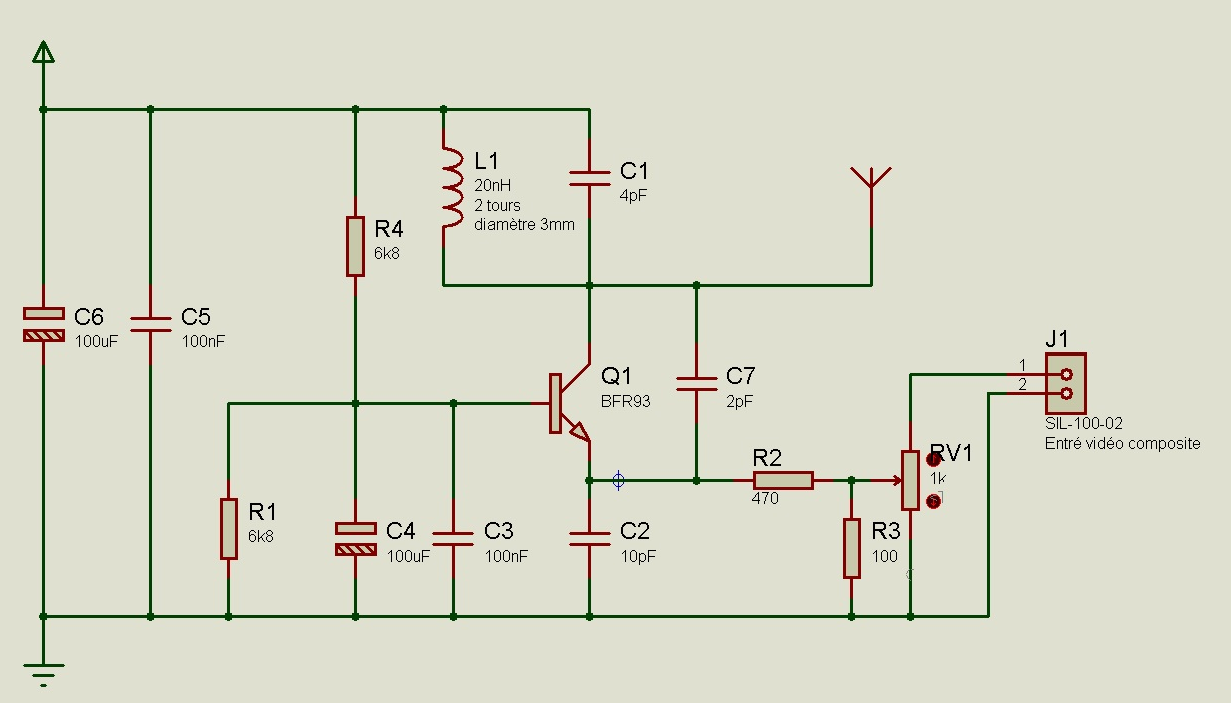 L1
20nH
2 tours
diamètre 3mm
C1
4pF
R4
6k8
C6
100uF
C5
100nF
Q1
BFR93
C7
2pF
J1
1
2
SIL-100-02
Entré vidéo composite
R2
470
RV1
1k
R1
6k8
C4
100uF
C3
100nF
C2
10pF
R3
100